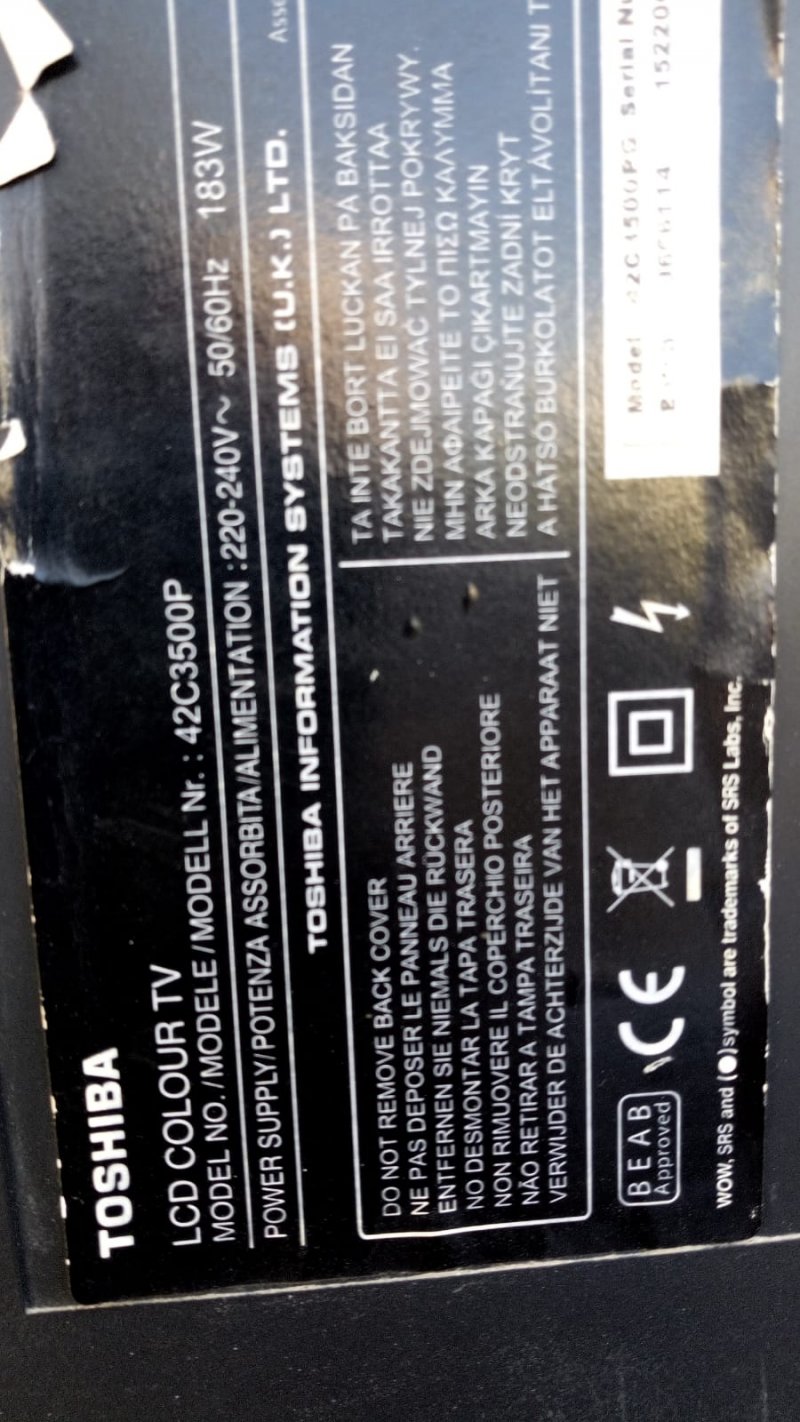 TOSHIBA
LCD COLOUR TV
MODEL NO. /MODELE /MODELL Nr. : 42C3500P
POWER SUPPLY/POTENZA ASSORBITA/ALIMENTATION : 220-240V~ 50/60Hz 183W
TOSHIBA INFORMATION SYSTEMS (U.K.) LTD.
DO NOT REMOVE BACK COVER
NE PAS DEPOSER LE PANNEAU ARRIERE
ENTFERNEN SIE NIEMALS DIE RÜCKWAND
NO DESMONTAR LA TAPA TRASERA
NON RIMUOVERE IL COPERCHIO POSTERIORE
NÃO RETIRAR A TAMPA TRASEIRA
VERWIJDER DE ACHTERZIJDE VAN HET APPARAAT NIET
TA INTE BORT LUCKAN PA BAKSIDAN
TAKAKANTTA EI SAA IRROTTAA
NIE ZDEJMOWAĆ TYLNEJ POKRYWY.
ΜΗΝ ΑΦΑΙΡΕΙΤΕ ΤΟ ΠΙΣΩ ΚΑΛΥΜΜΑ
ARKA KAPAĞI ÇIKARTMAYIN
NEODSTRAŇUJTE ZADNÍ KRYT
A HÁTSÓ BURKOLATOT ELTÁVOLÍTANI
Model Serial
BEAB
Approved
CE
WOW, SRS and (●) symbol are trademarks of SRS Labs, Inc.